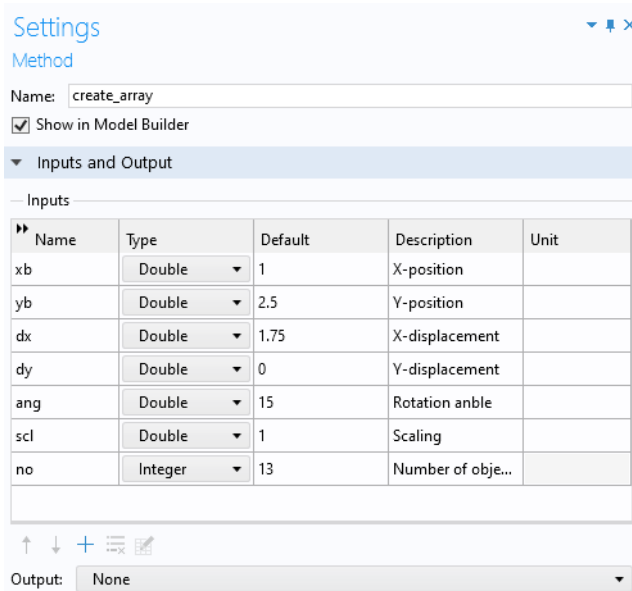 Settings
Method
Name: create_array
Show in Model Builder
Inputs and Output
Inputs
Name Type Default Description Unit
xb Double 1 X-position
yb Double 2.5 Y-position
dx Double 1.75 X-displacement
dy Double 0 Y-displacement
ang Double 15 Rotation anble
scl Double 1 Scaling
no Integer 13 Number of obje...
Output: None